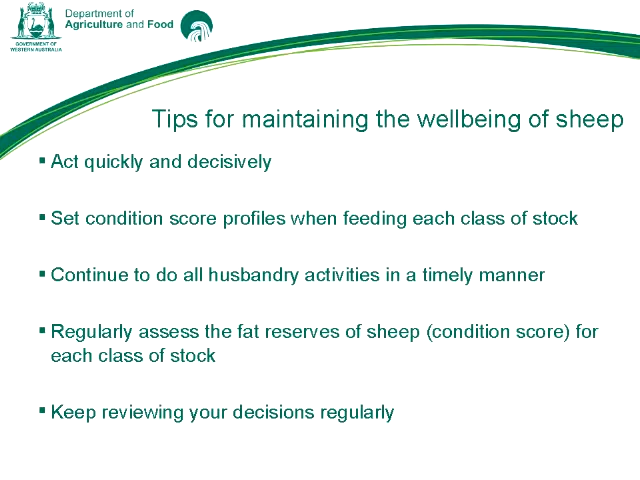 Department of
Agriculture and Food
GOVERNMENT OF
WESTERN AUSTRALIA
Tips for maintaining the wellbeing of sheep
▪ Act quickly and decisively
▪ Set condition score profiles when feeding each class of stock
▪ Continue to do all husbandry activities in a timely manner
▪ Regularly assess the fat reserves of sheep (condition score) for
each class of stock
▪ Keep reviewing your decisions regularly